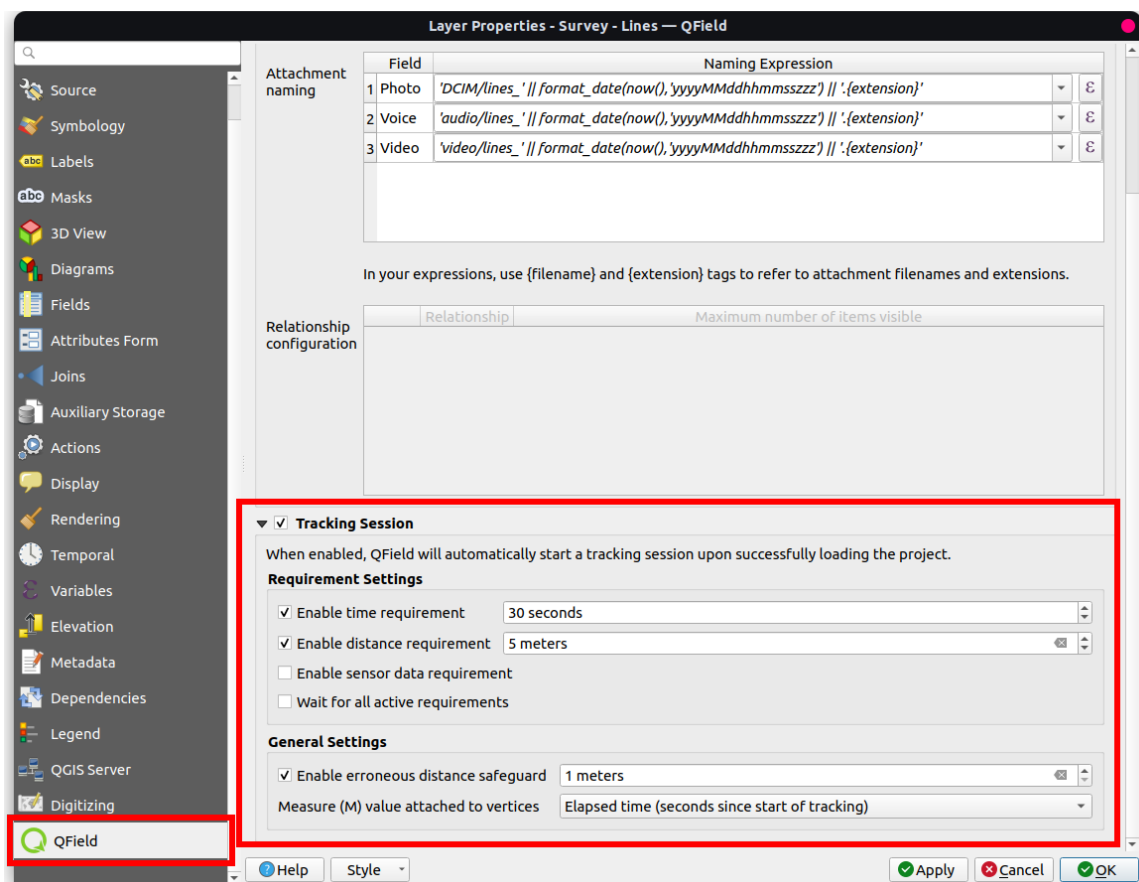 Layer Properties - Survey - Lines — QField
Source
Symbology
abc Labels
abc Masks
3D View
Diagrams
Fields
Attributes Form
Joins
Auxiliary Storage
Actions
Display
Rendering
Temporal
Variables
Elevation
Metadata
Dependencies
Legend
QGIS Server
Digitizing
QField
Attachment
naming
Field Naming Expression
1 Photo 'DCIM/lines_' || format_date(now(),'yyyyMMddhhmmsszzz') || '.{extension}' ε
2 Voice 'audio/lines_' || format_date(now(),'yyyyMMddhhmmsszzz') || '.{extension}' ε
3 Video 'video/lines_' || format_date(now(),'yyyyMMddhhmmsszzz') || '.{extension}' ε
In your expressions, use {filename} and {extension} tags to refer to attachment filenames and extensions.
Relationship
configuration
Relationship Maximum number of items visible
Tracking Session
When enabled, QField will automatically start a tracking session upon successfully loading the project.
Requirement Settings
Enable time requirement 30 seconds
Enable distance requirement 5 meters
Enable sensor data requirement
Wait for all active requirements
General Settings
Enable erroneous distance safeguard 1 meters
Measure (M) value attached to vertices Elapsed time (seconds since start of tracking)
Help Style Apply Cancel OK